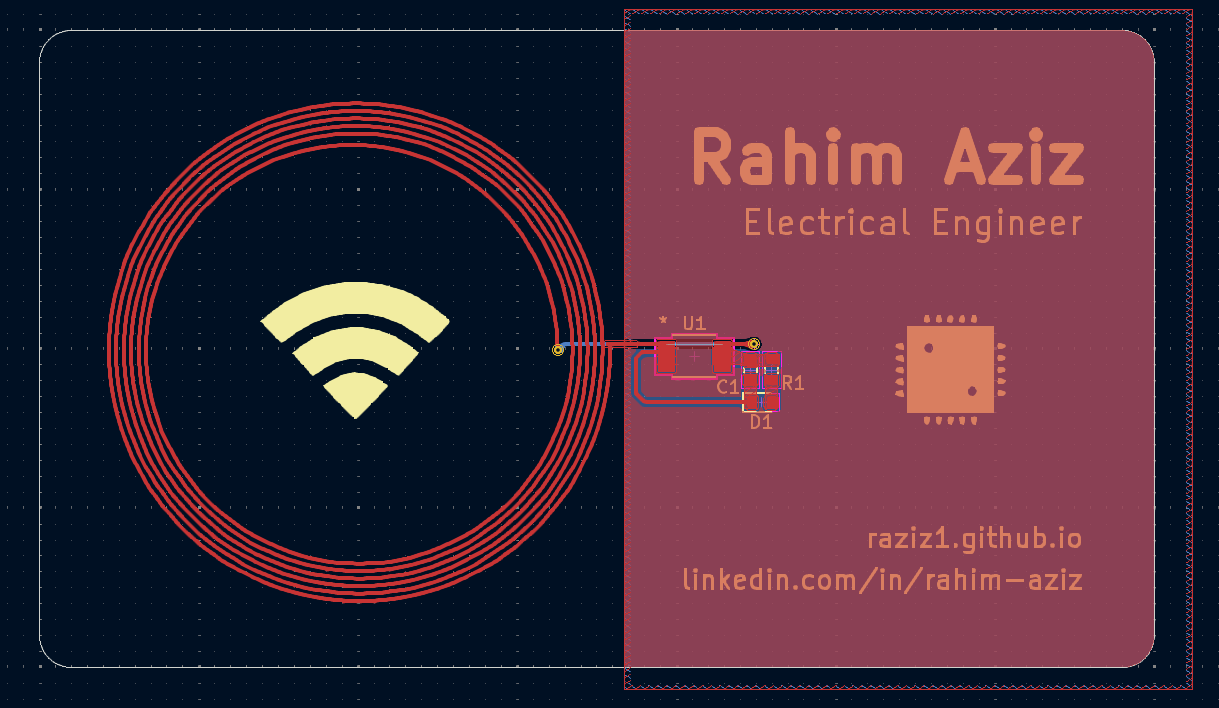 Rahim Aziz
Electrical Engineer
* U1
C1 R1
D1
raziz1.github.io
linkedin.com/in/rahim-aziz